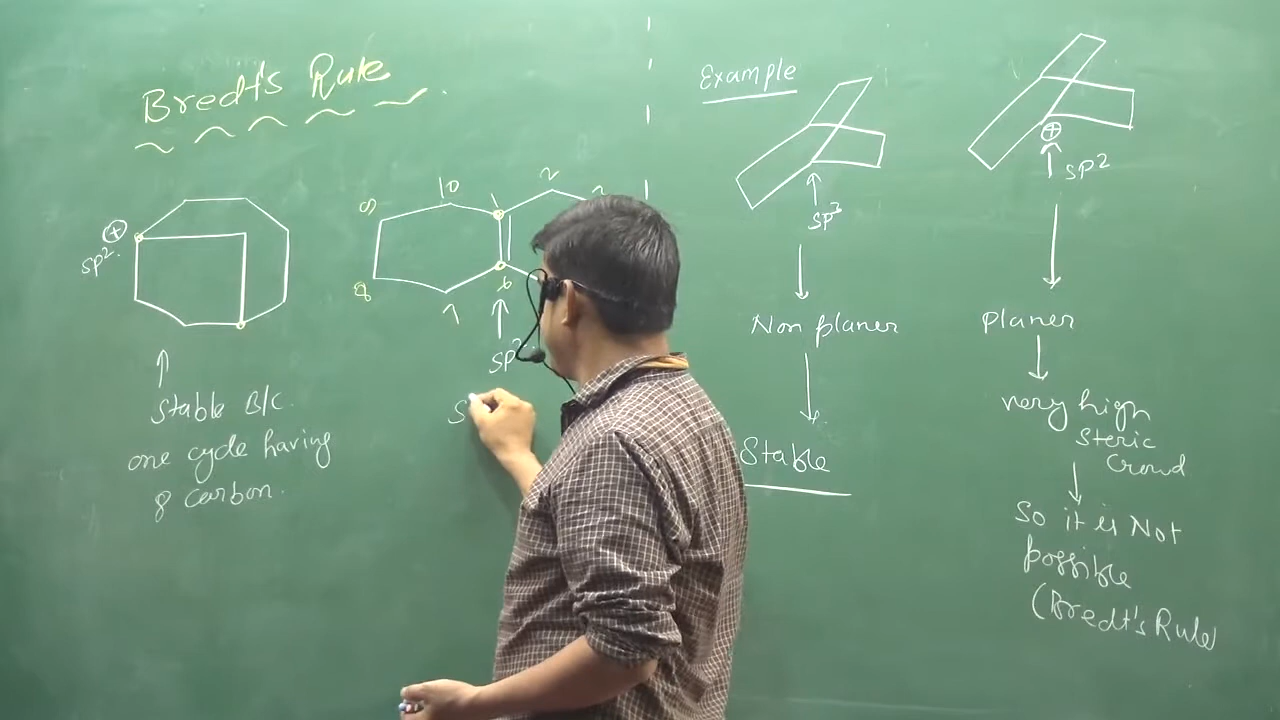 Bredt's Rule
⊕
sp².
Stable B/C.
one cycle having
8 carbon.
9
10
1
2
8
7
6
sp².
S
Example
sp³
Non planer
Stable
⊕
sp²
Planer
very high
steric
Crowd
So it is Not
possible
(Bredt's Rule